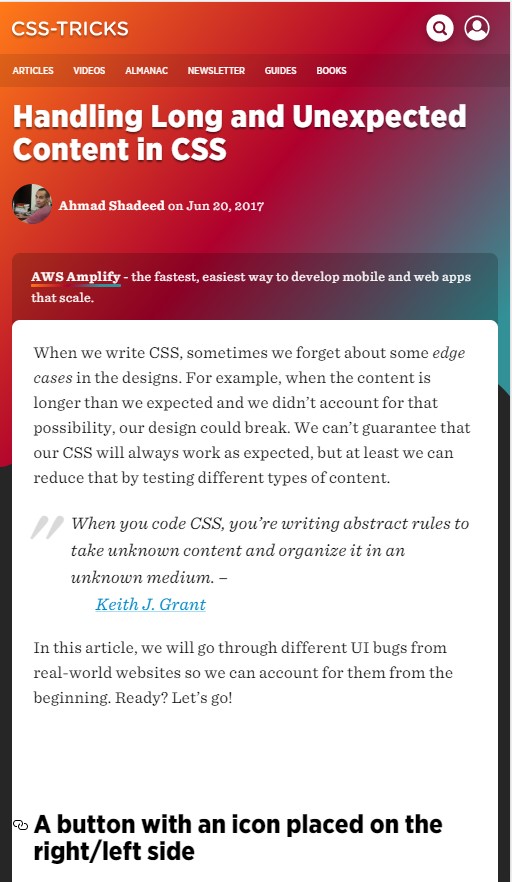 CSS-TRICKS
ARTICLES VIDEOS ALMANAC NEWSLETTER GUIDES BOOKS
Handling Long and Unexpected
Content in CSS
Ahmad Shadeed on Jun 20, 2017
AWS Amplify - the fastest, easiest way to develop mobile and web apps
that scale.
When we write CSS, sometimes we forget about some edge
cases in the designs. For example, when the content is
longer than we expected and we didn’t account for that
possibility, our design could break. We can’t guarantee that
our CSS will always work as expected, but at least we can
reduce that by testing different types of content.
When you code CSS, you’re writing abstract rules to
take unknown content and organize it in an
unknown medium. –
Keith J. Grant
In this article, we will go through different UI bugs from
real-world websites so we can account for them from the
beginning. Ready? Let’s go!
A button with an icon placed on the
right/left side